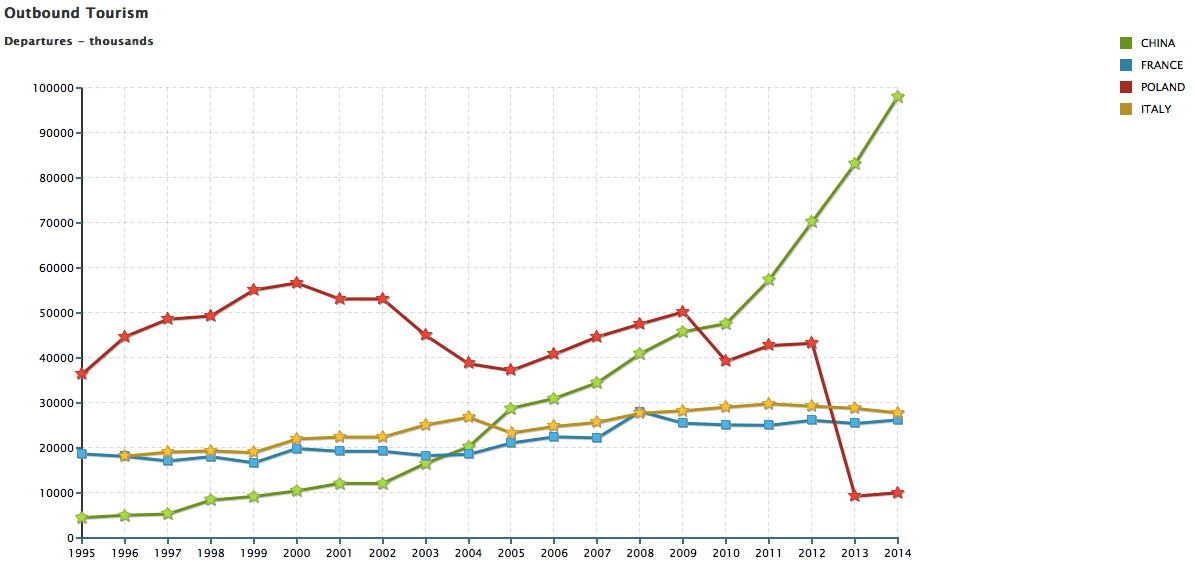 Outbound Tourism
Departures - thousands
CHINA
FRANCE
POLAND
ITALY
100000
90000
80000
70000
60000
50000
40000
30000
20000
10000
0
1995 1996 1997 1998 1999 2000 2001 2002 2003 2004 2005 2006 2007 2008 2009 2010 2011 2012 2013 2014